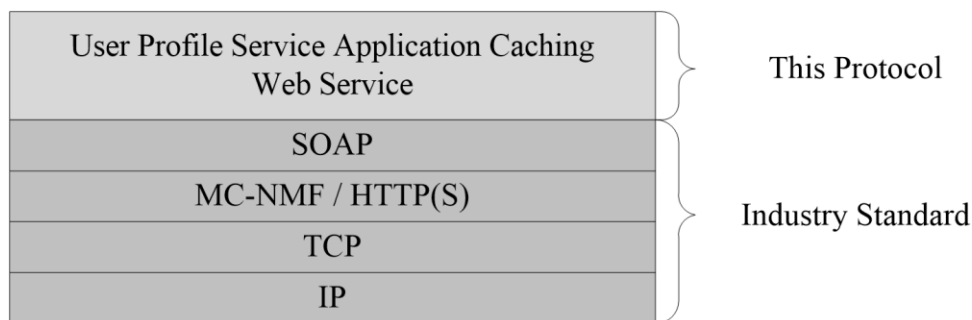 User Profile Service Application Caching
Web Service
This Protocol
SOAP
MC-NMF / HTTP(S)
TCP
IP
Industry Standard